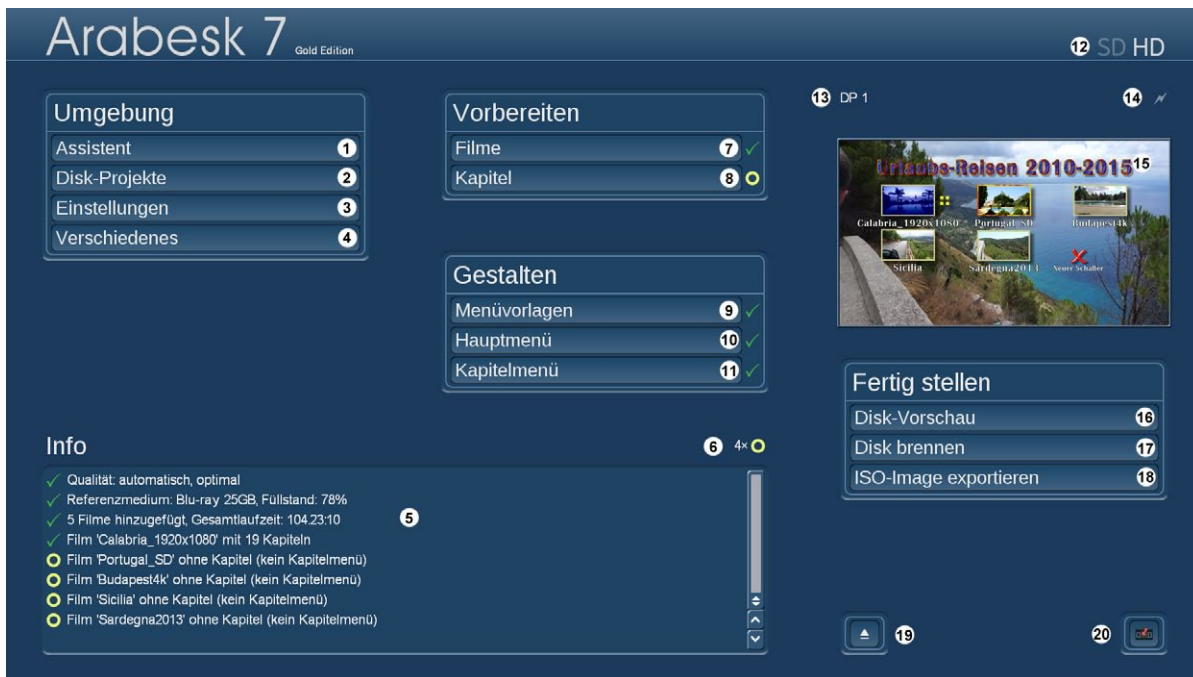 Arabesk 7 Gold Edition
12 SD HD
Umgebung
Assistent 1
Disk-Projekte 2
Einstellungen 3
Verschiedenes 4
Vorbereiten
Filme 7
Kapitel 8
Gestalten
Menüvorlagen 9
Hauptmenü 10
Kapitelmenü 11
13 DP 1 14
Urlaubs-Reisen 2010-2015 15
Calabria_1920x1080 Portugal_SD Budapest4k
Sicilia Sardegna2013 Neuer Schalter
Fertig stellen
Disk-Vorschau 16
Disk brennen 17
ISO-Image exportieren 18
Info 6 4×
Qualität: automatisch, optimal
Referenzmedium: Blu-ray 25GB, Füllstand: 78%
5 Filme hinzugefügt, Gesamtlaufzeit: 104.23:10 5
Film 'Calabria_1920x1080' mit 19 Kapiteln
Film 'Portugal_SD' ohne Kapitel (kein Kapitelmenü)
Film 'Budapest4k' ohne Kapitel (kein Kapitelmenü)
Film 'Sicilia' ohne Kapitel (kein Kapitelmenü)
Film 'Sardegna2013' ohne Kapitel (kein Kapitelmenü)
19 20